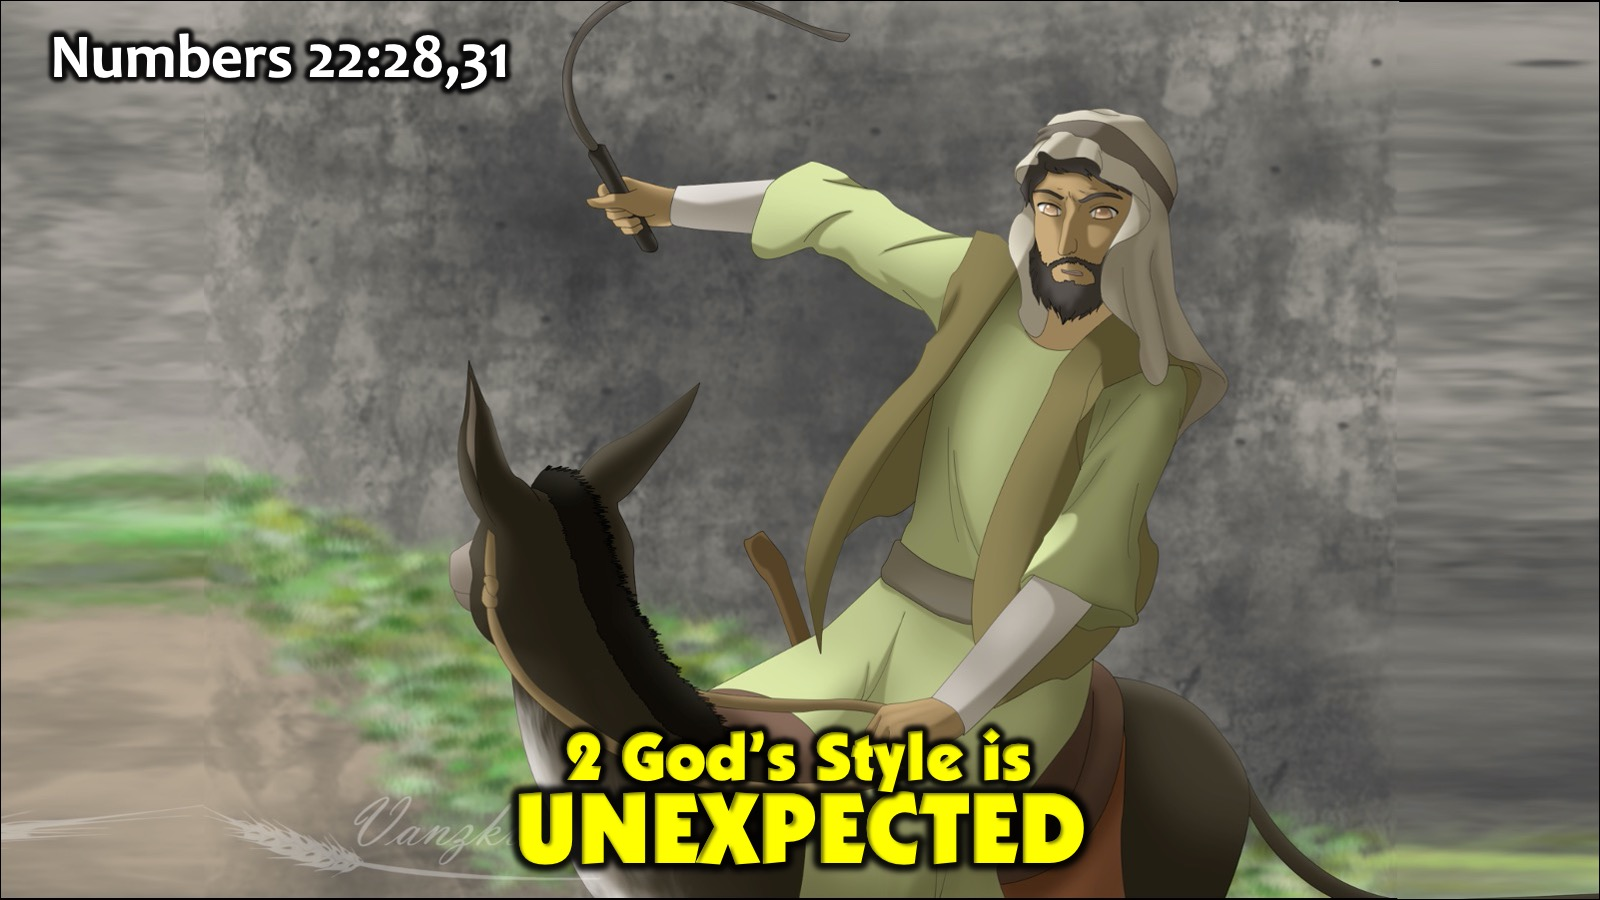 Numbers 22:28,31
2 God's Style is
UNEXPECTED